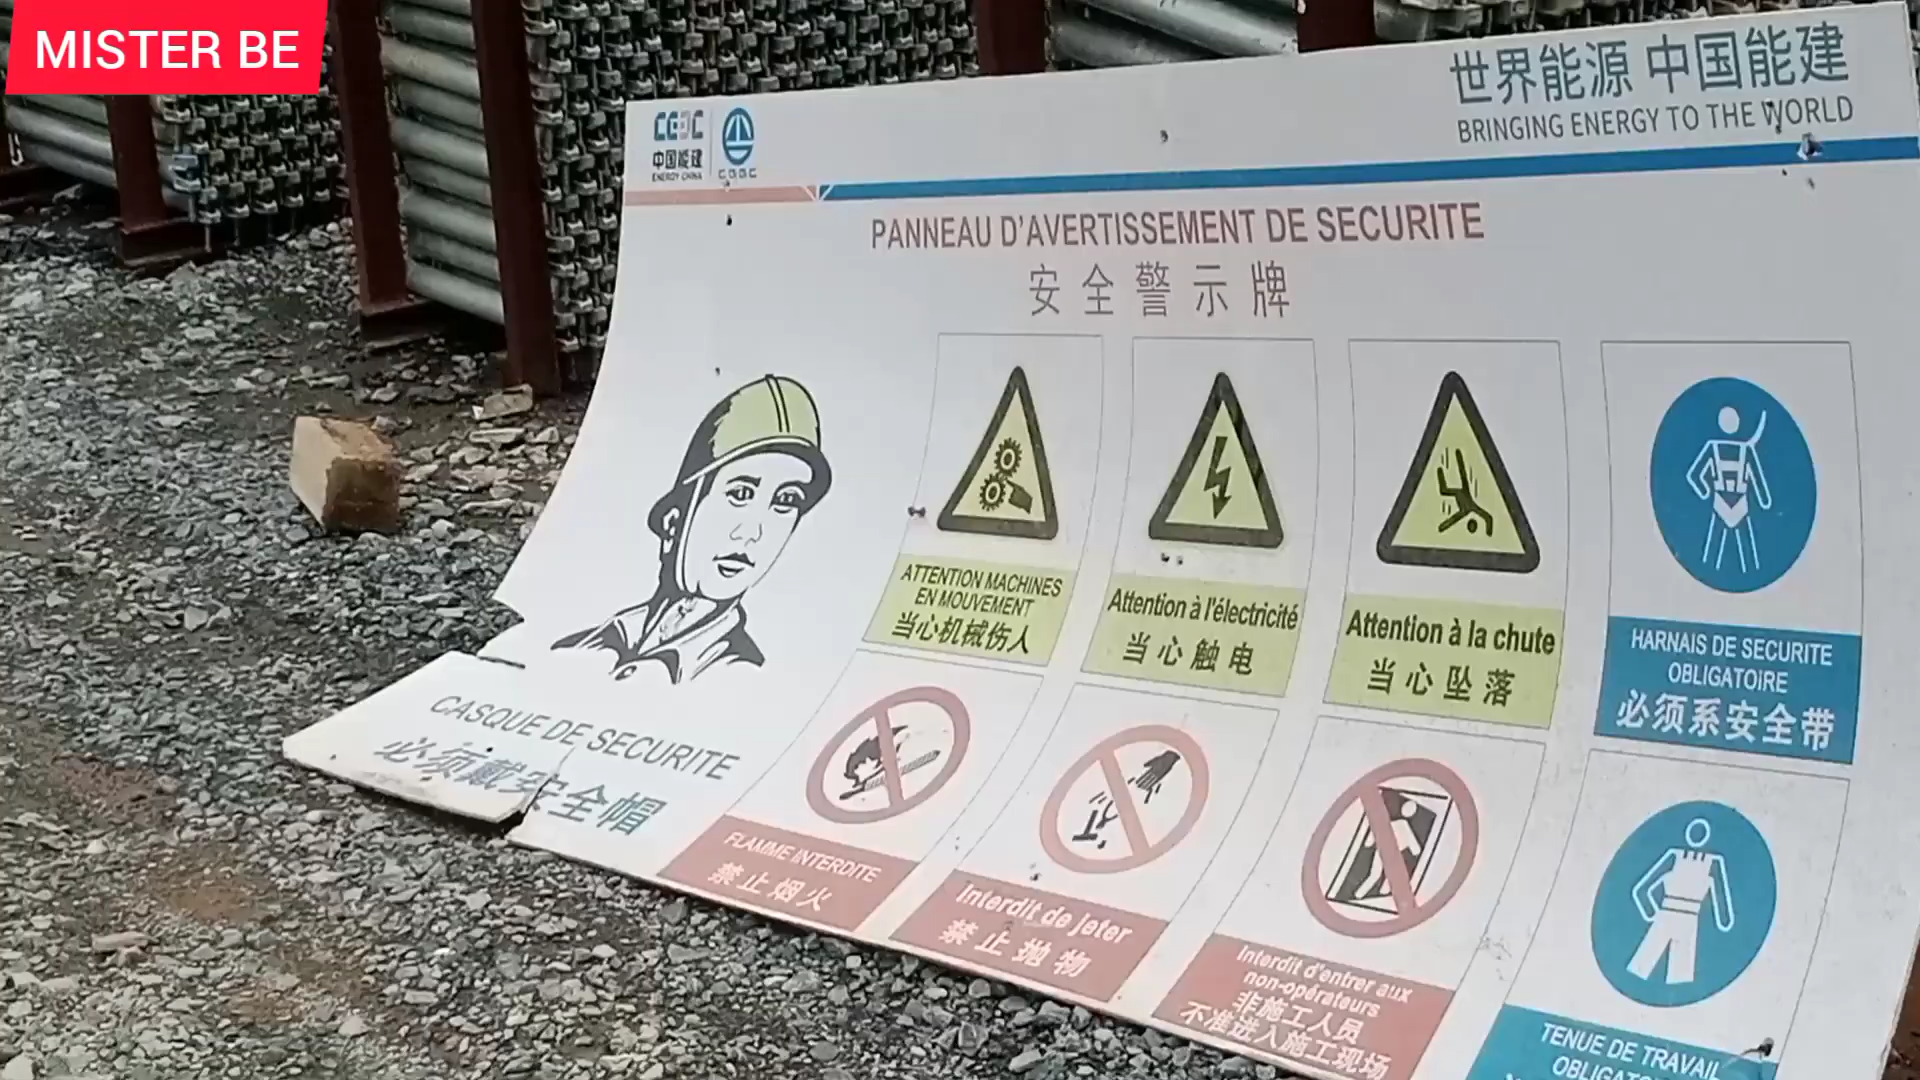 MISTER BE
世界能源 中国能建
BRINGING ENERGY TO THE WORLD
CEEC
中国能建
ENERGY CHINA
CGGC
PANNEAU D'AVERTISSEMENT DE SECURITE
安全警示牌
ATTENTION MACHINES
EN MOUVEMENT
当心机械伤人
Attention à l'électricité
当心触电
Attention à la chute
当心坠落
HARNAIS DE SECURITE
OBLIGATOiRE
必须系安全带
CASQUE DE SECURITE
必须戴安全帽
FLAMME INTERDITE
禁止烟火
Interdit de jeter
禁止抛物
Interdit d'entrer aux
non-opérateurs
非施工人员
不准进入施工现场
TENUE DE TRAVAIL